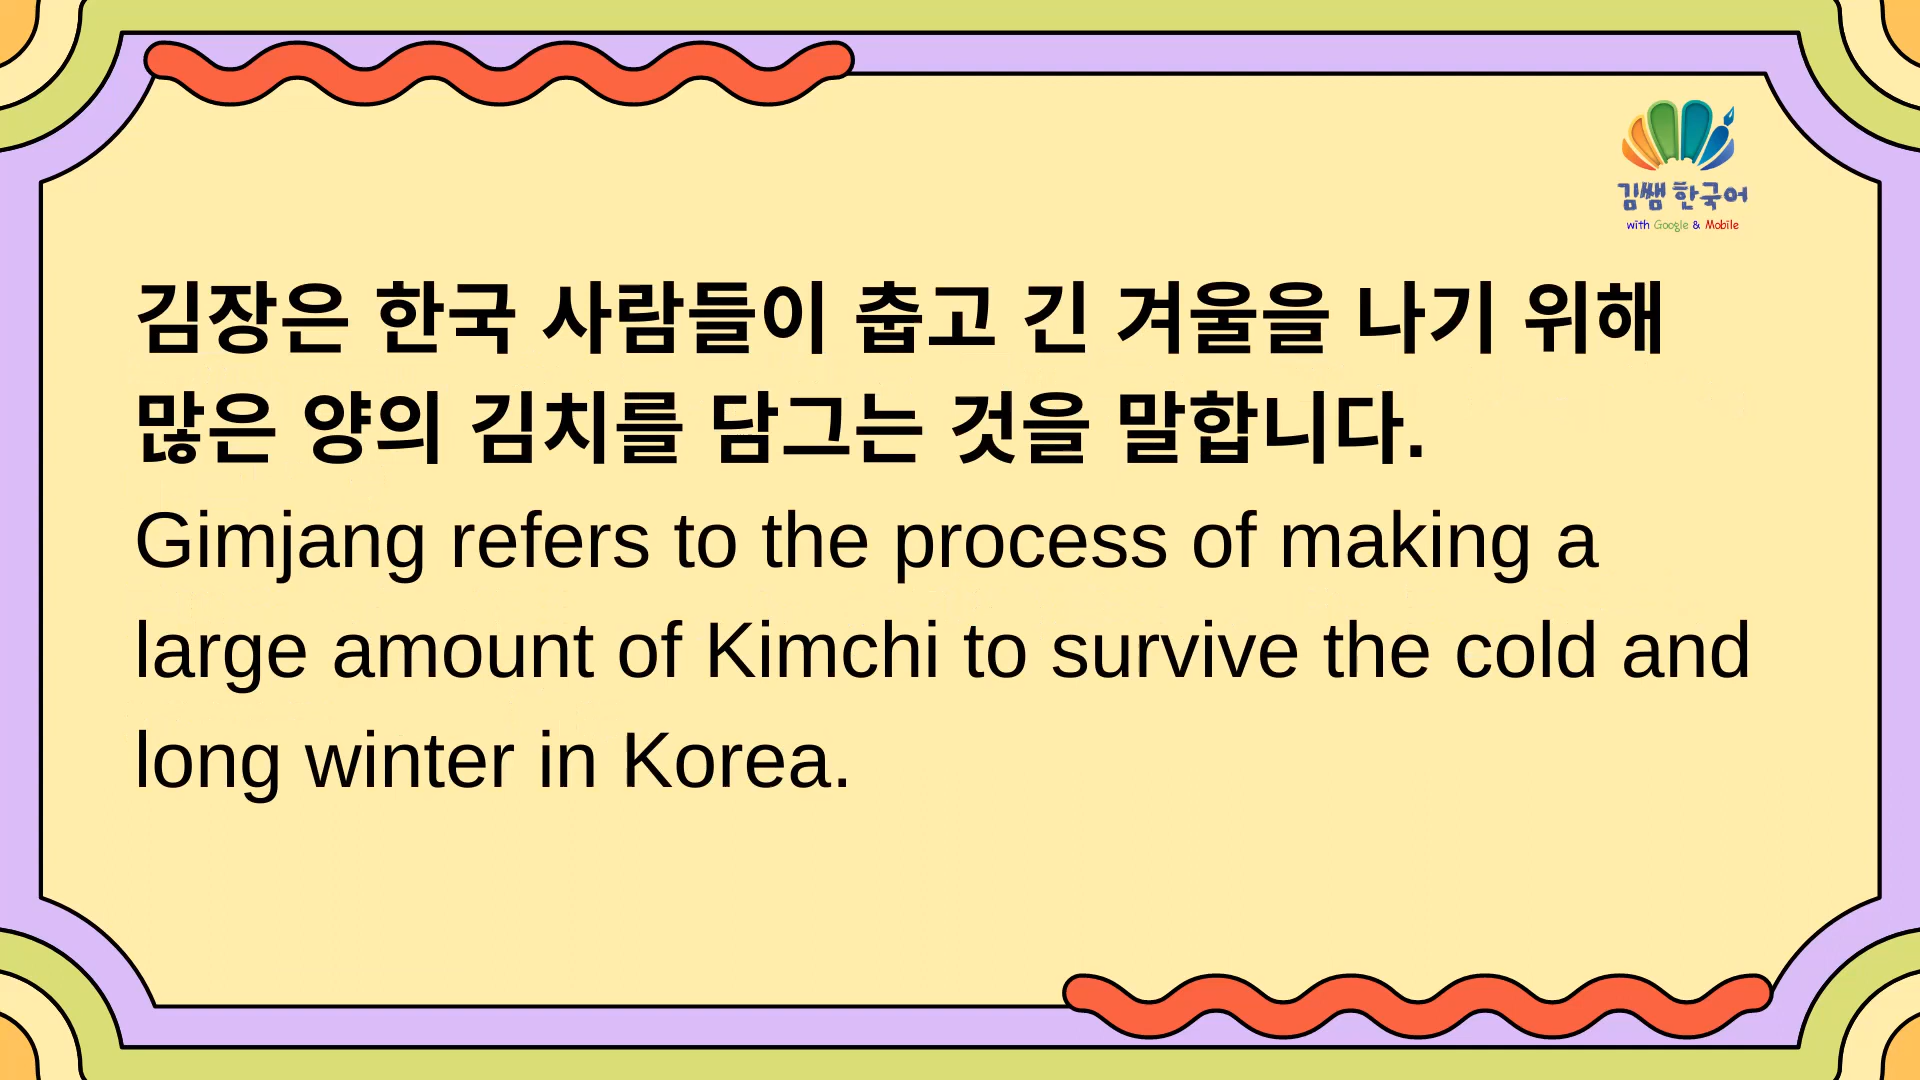 김쌤 한국어
with Google & Mobile
김장은 한국 사람들이 춥고 긴 겨울을 나기 위해
많은 양의 김치를 담그는 것을 말합니다.
Gimjang refers to the process of making a
large amount of Kimchi to survive the cold and
long winter in Korea.